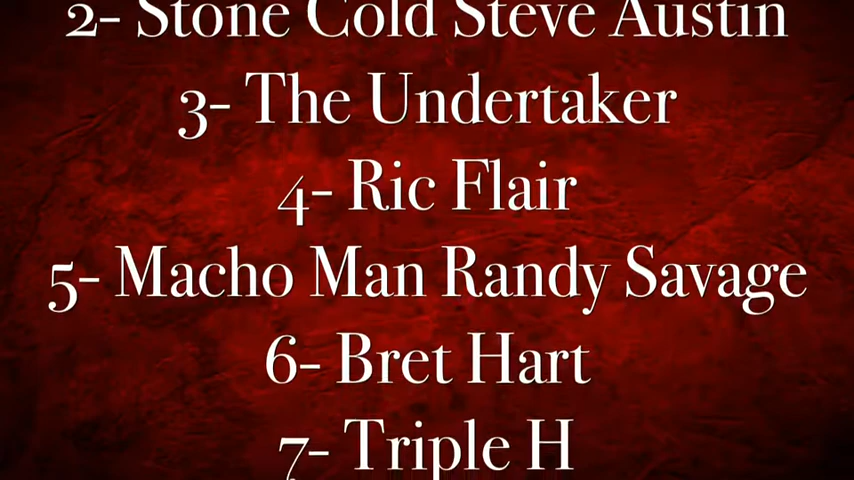 2- Stone Cold Steve Austin
3- The Undertaker
4- Ric Flair
5- Macho Man Randy Savage
6- Bret Hart
7- Triple H